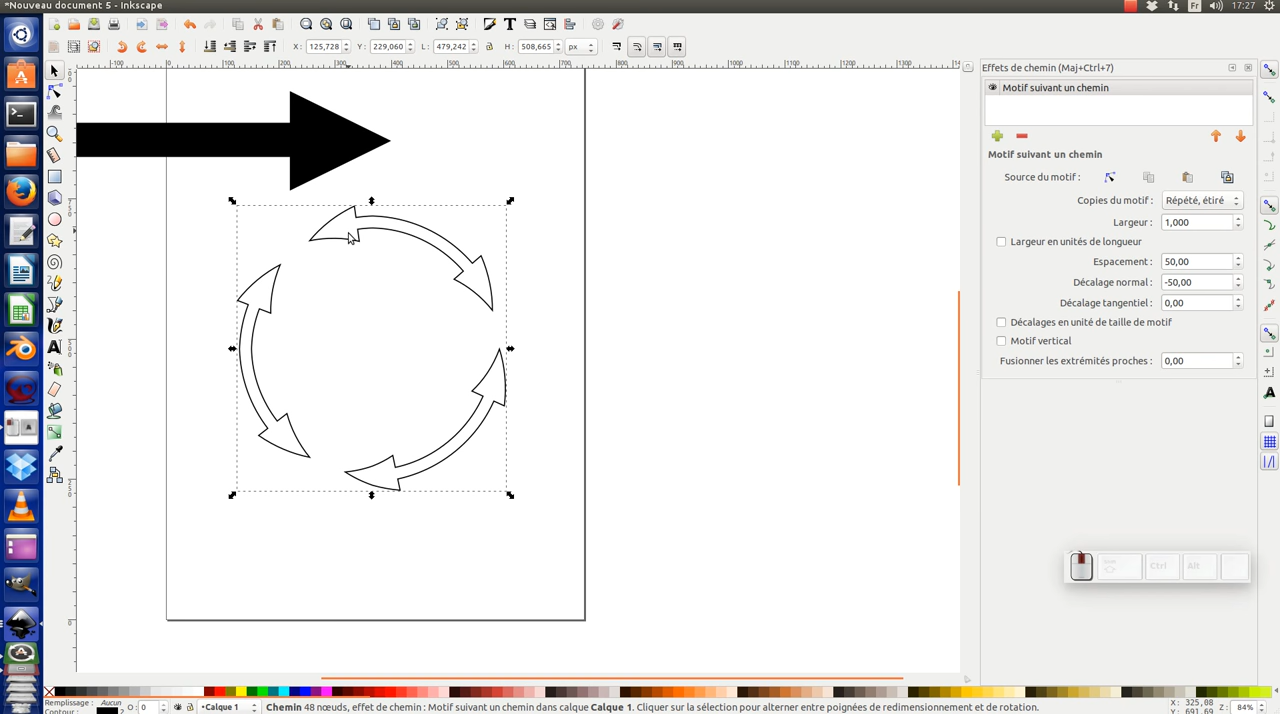 *Nouveau document 5 - Inkscape
Fr
17:27
X : 125,728 Y : 229,060 L : 479,242 H : 508,665 px
Effets de chemin (Maj+Ctrl+7)
Motif suivant un chemin
Motif suivant un chemin
Source du motif :
Copies du motif : Répété, étiré
Largeur : 1,000
Largeur en unités de longueur
Espacement : 50,00
Décalage normal : -50,00
Décalage tangentiel : 0,00
Décalages en unité de taille de motif
Motif vertical
Fusionner les extrémités proches : 0,00
Ctrl Alt
Remplissage : Aucun
Contour : 2
O : 0
•Calque 1
Chemin 48 nœuds, effet de chemin : Motif suivant un chemin dans calque Calque 1. Cliquer sur la sélection pour alterner entre poignées de redimensionnement et de rotation.
X : 325,08
Y : 691,69
Z : 84%